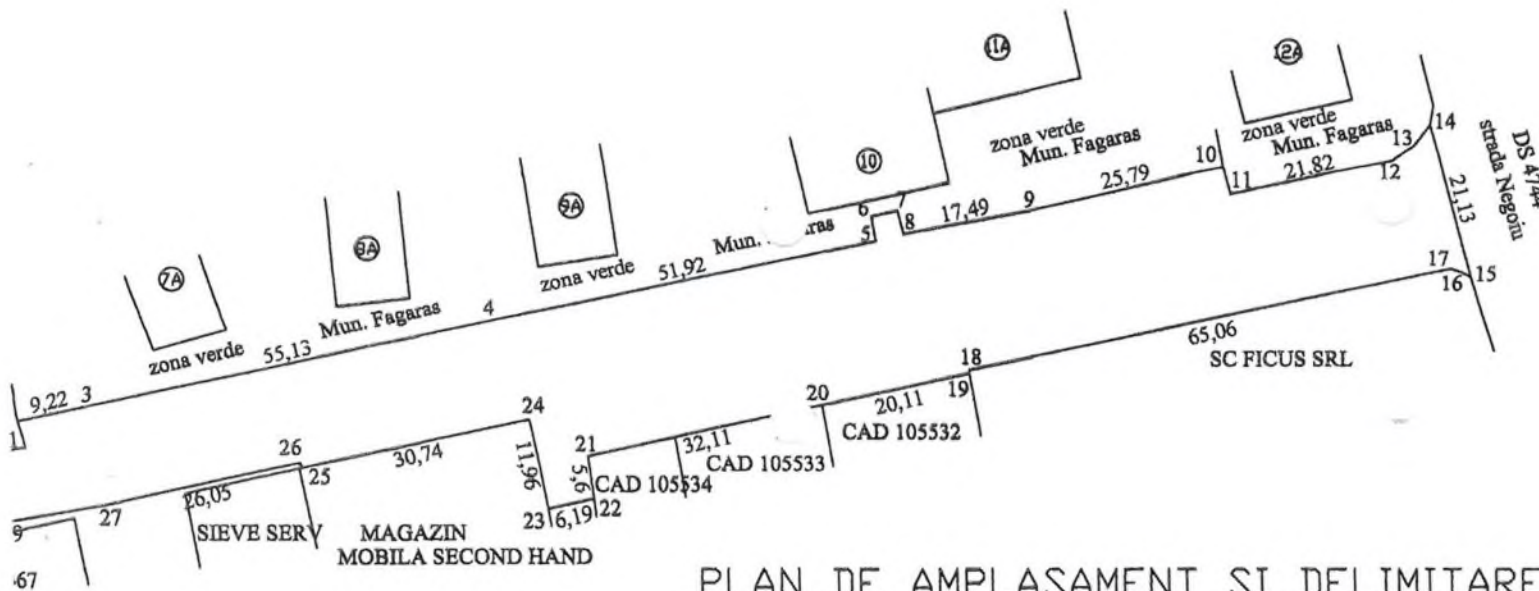 11A
12A
14
zona verde
Mun. Fagaras
13
DS 4744
strada Negoiu
10
zona verde
Mun. Fagaras
10
25,79
11
21,82
12
21,13
9A
6
7
8
17,49
9
5
8A
Mun.
51,92
zona verde
7A
17
16
15
4
Mun. Fagaras
zona verde
55,13
65,06
SC FICUS SRL
18
19
9,22
3
20
20,11
CAD 105532
24
1
21
32,11
CAD 105533
26
30,74
25
11,96
5,6
CAD 105534
22
26,05
27
23
6,19
9
SIEVE SERV
MAGAZIN
MOBILA SECOND HAND
67
PLAN DE AMPLASAMENT SI DELIMITARE